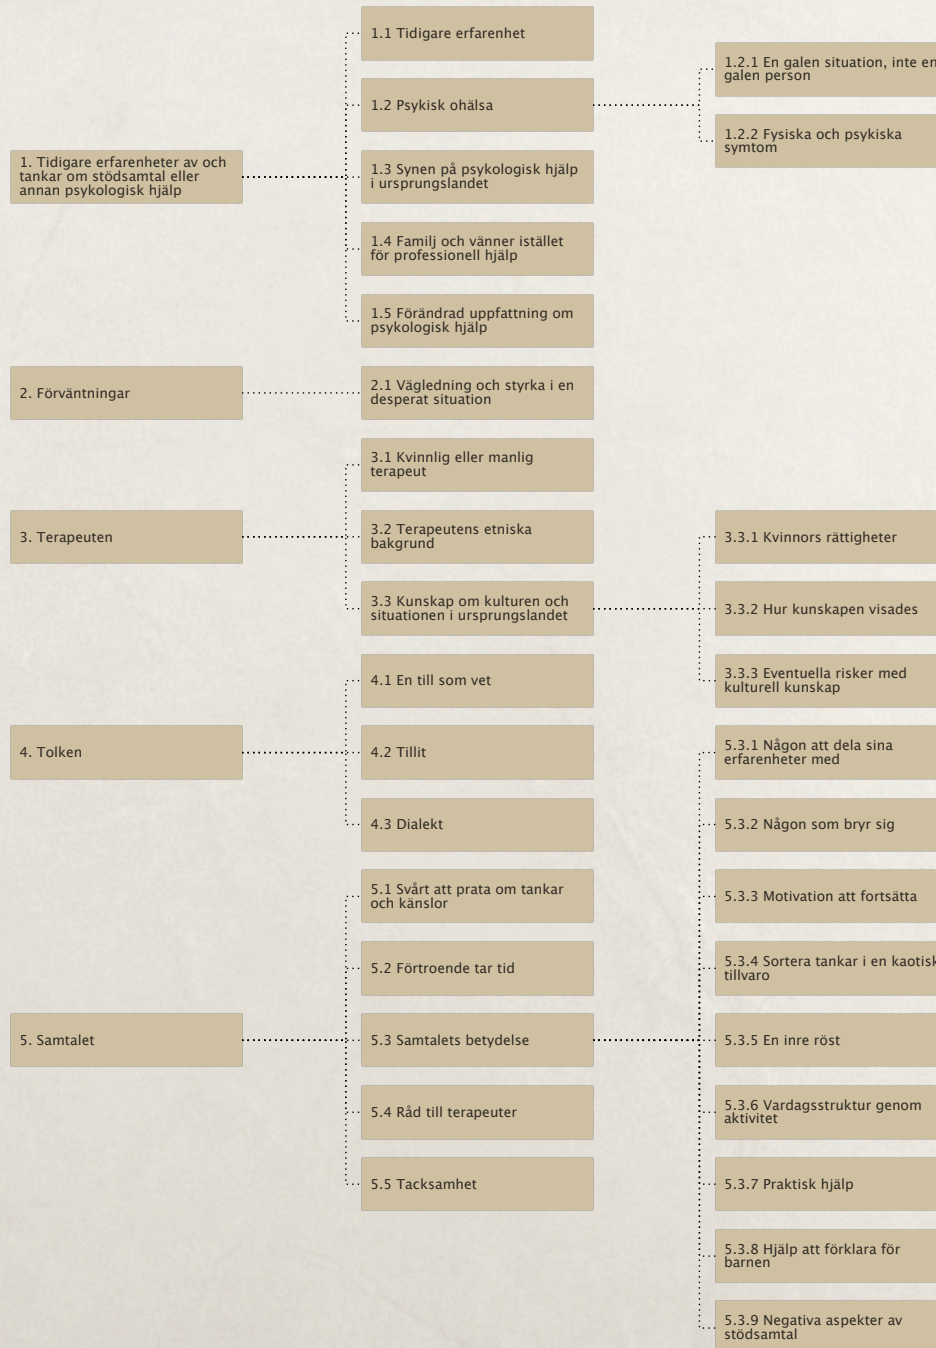 1. Tidigare erfarenheter av och
tankar om stödsamtal eller
annan psykologisk hjälp
1.1 Tidigare erfarenhet
1.2 Psykisk ohälsa
1.2.1 En galen situation, inte en
galen person
1.2.2 Fysiska och psykiska
symtom
1.3 Synen på psykologisk hjälp
i ursprungslandet
1.4 Familj och vänner istället
för professionell hjälp
1.5 Förändrad uppfattning om
psykologisk hjälp
2. Förväntningar
2.1 Vägledning och styrka i en
desperat situation
3. Terapeuten
3.1 Kvinnlig eller manlig
terapeut
3.2 Terapeutens etniska
bakgrund
3.3 Kunskap om kulturen och
situationen i ursprungslandet
3.3.1 Kvinnors rättigheter
3.3.2 Hur kunskapen visades
3.3.3 Eventuella risker med
kulturell kunskap
4. Tolken
4.1 En till som vet
4.2 Tillit
4.3 Dialekt
5. Samtalet
5.1 Svårt att prata om tankar
och känslor
5.2 Förtroende tar tid
5.3 Samtalets betydelse
5.3.1 Någon att dela sina
erfarenheter med
5.3.2 Någon som bryr sig
5.3.3 Motivation att fortsätta
5.3.4 Sortera tankar i en kaotisk
tillvaro
5.3.5 En inre röst
5.3.6 Vardagsstruktur genom
aktivitet
5.3.7 Praktisk hjälp
5.3.8 Hjälp att förklara för
barnen
5.3.9 Negativa aspekter av
stödsamtal
5.4 Råd till terapeuter
5.5 Tacksamhet